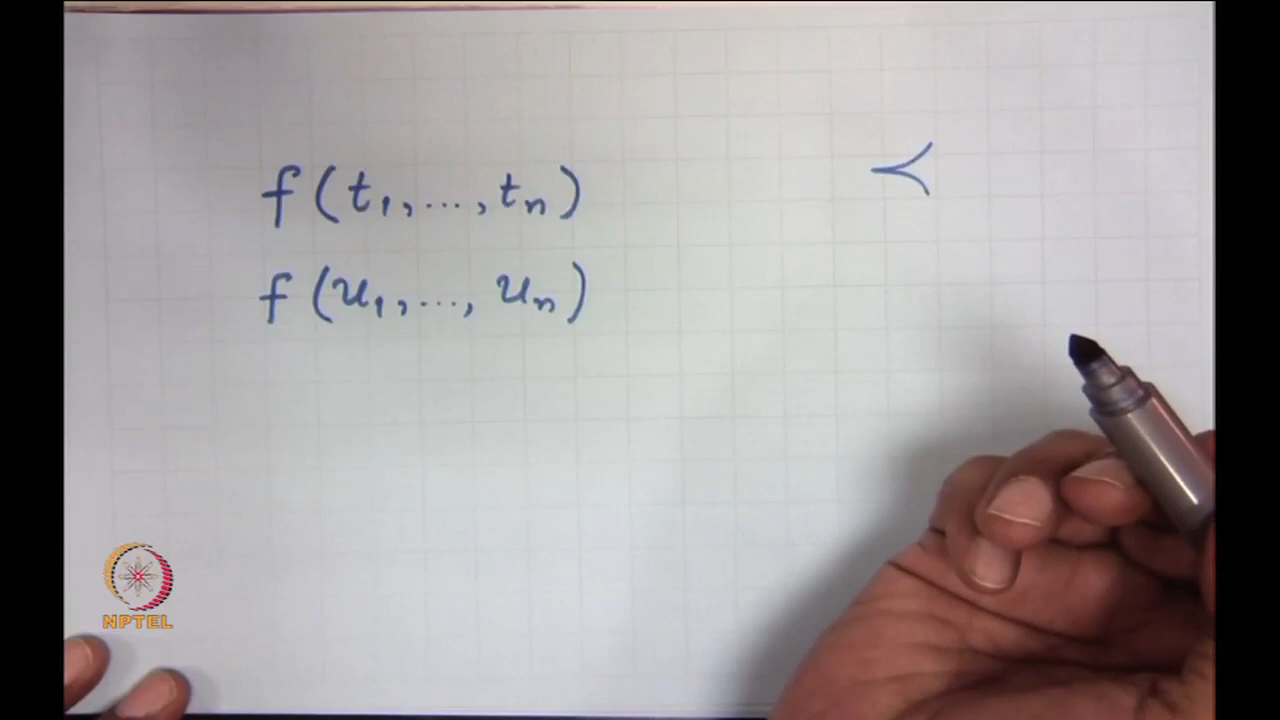 f(t₁,...,tₙ) ≺
f(u₁,...,uₙ)
NPTEL